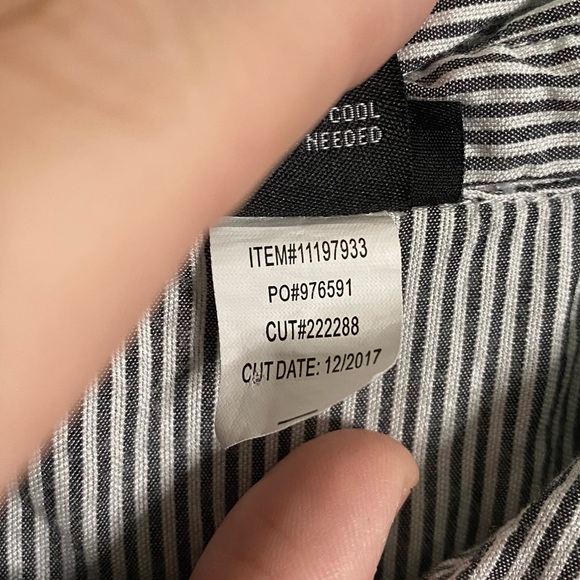 COOL
NEEDED
ITEM#11197933
PO#976591
CUT#222288
CUT DATE: 12/2017